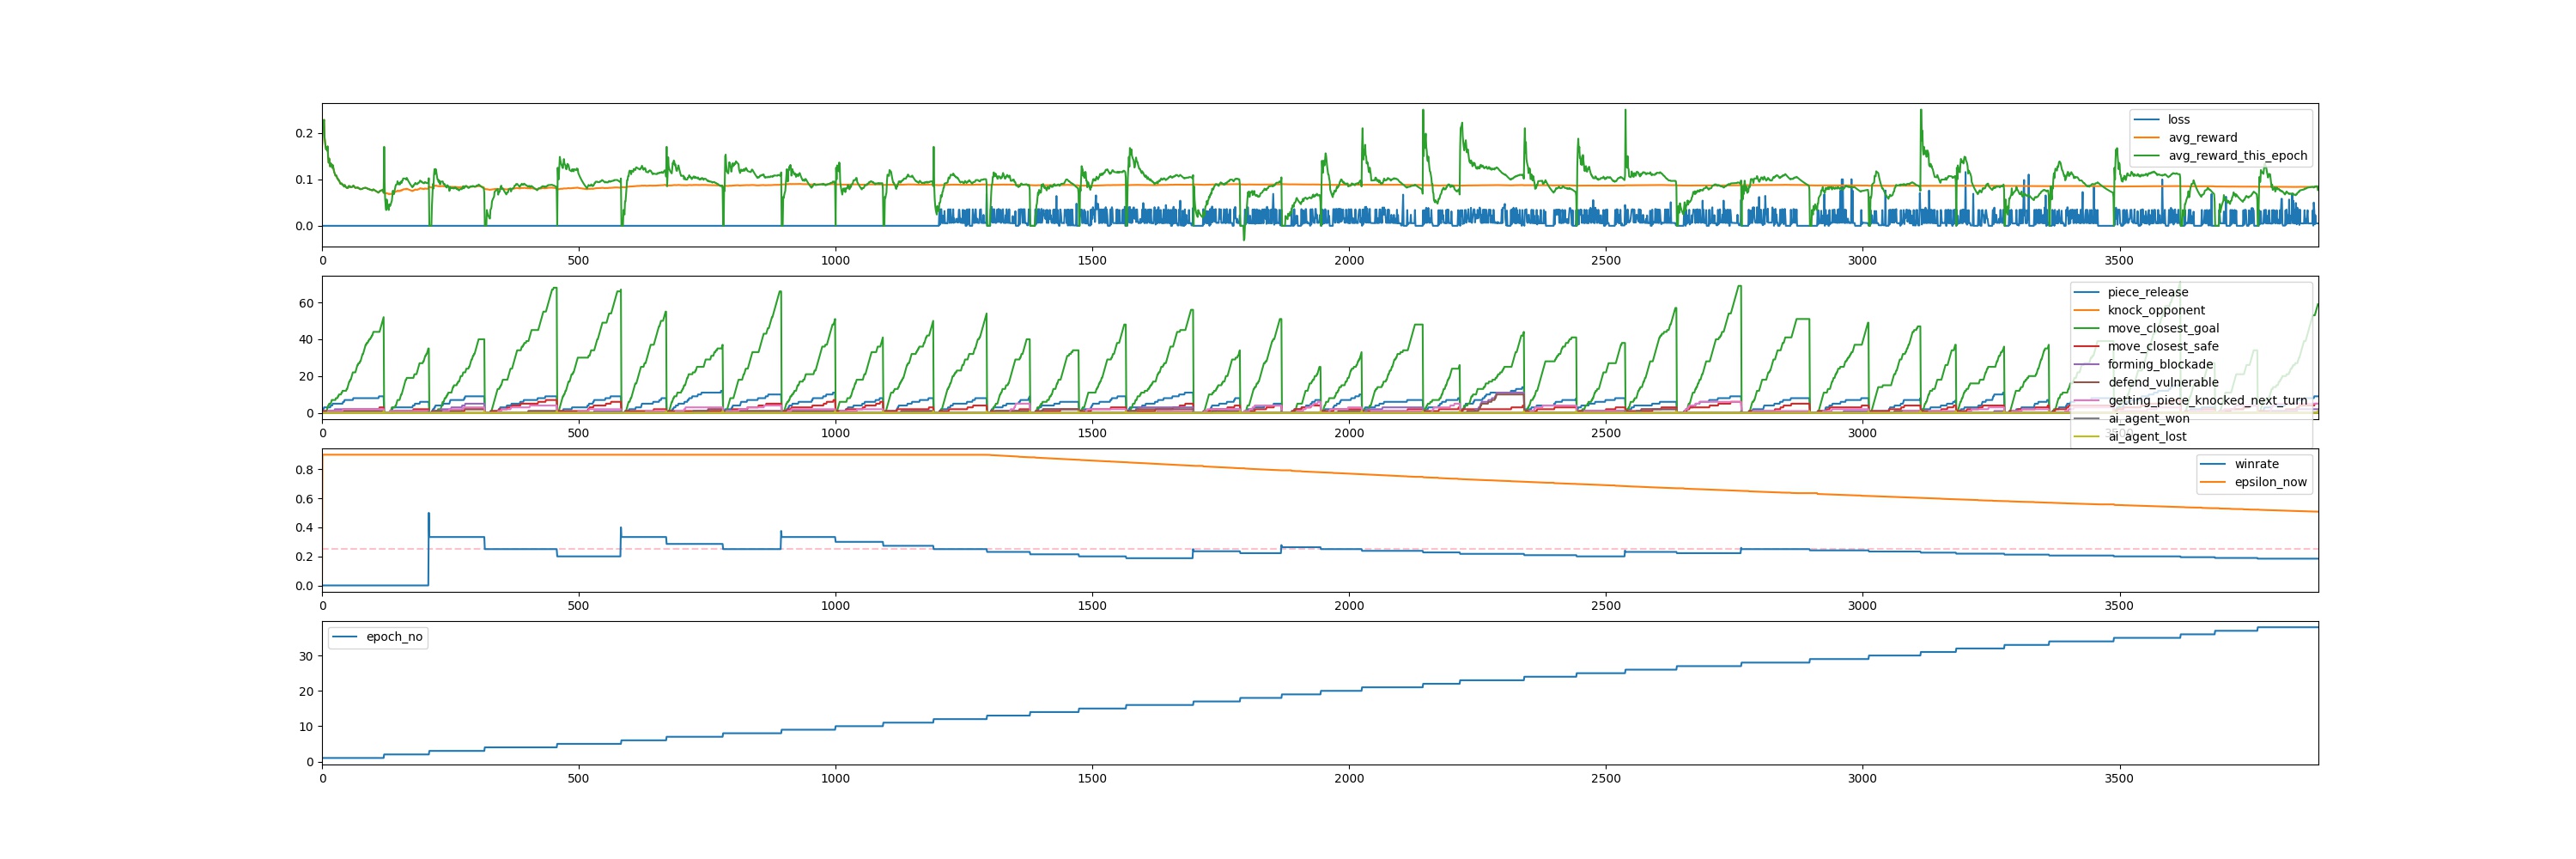 0.2
0.1
0.0
loss
avg_reward
avg_reward_this_epoch
0 500 1000 1500 2000 2500 3000 3500
60
40
20
0
piece_release
knock_opponent
move_closest_goal
move_closest_safe
forming_blockade
defend_vulnerable
getting_piece_knocked_next_turn
ai_agent_won
ai_agent_lost
0 500 1000 1500 2000 2500 3000 3500
0.8
0.6
0.4
0.2
0.0
winrate
epsilon_now
0 500 1000 1500 2000 2500 3000 3500
30
20
10
0
epoch_no
0 500 1000 1500 2000 2500 3000 3500